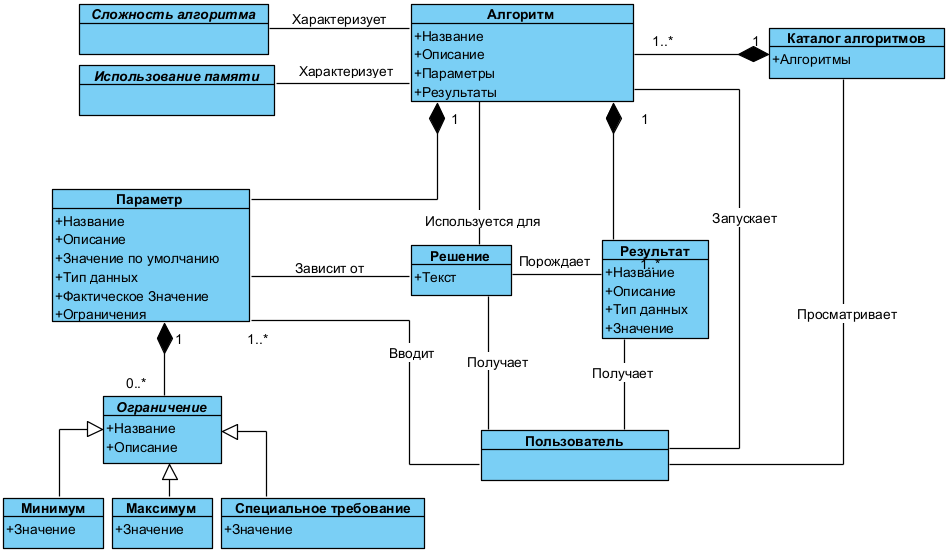 Сложность алгоритма
Характеризует
Алгоритм
+Название
+Описание
+Параметры
+Результаты
1..*
1
Каталог алгоритмов
+Алгоритмы
Использование памяти
Характеризует
1
1
Параметр
+Название
+Описание
+Значение по умолчанию
+Тип данных
+Фактическое Значение
+Ограничения
Используется для
Запускает
Зависит от
Решение
+Текст
Порождает
Результат
1..*
+Название
+Описание
+Тип данных
+Значение
Просматривает
1
1..*
Вводит
Получает
Получает
0..*
Ограничение
+Название
+Описание
Пользователь
Минимум
+Значение
Максимум
+Значение
Специальное требование
+Значение